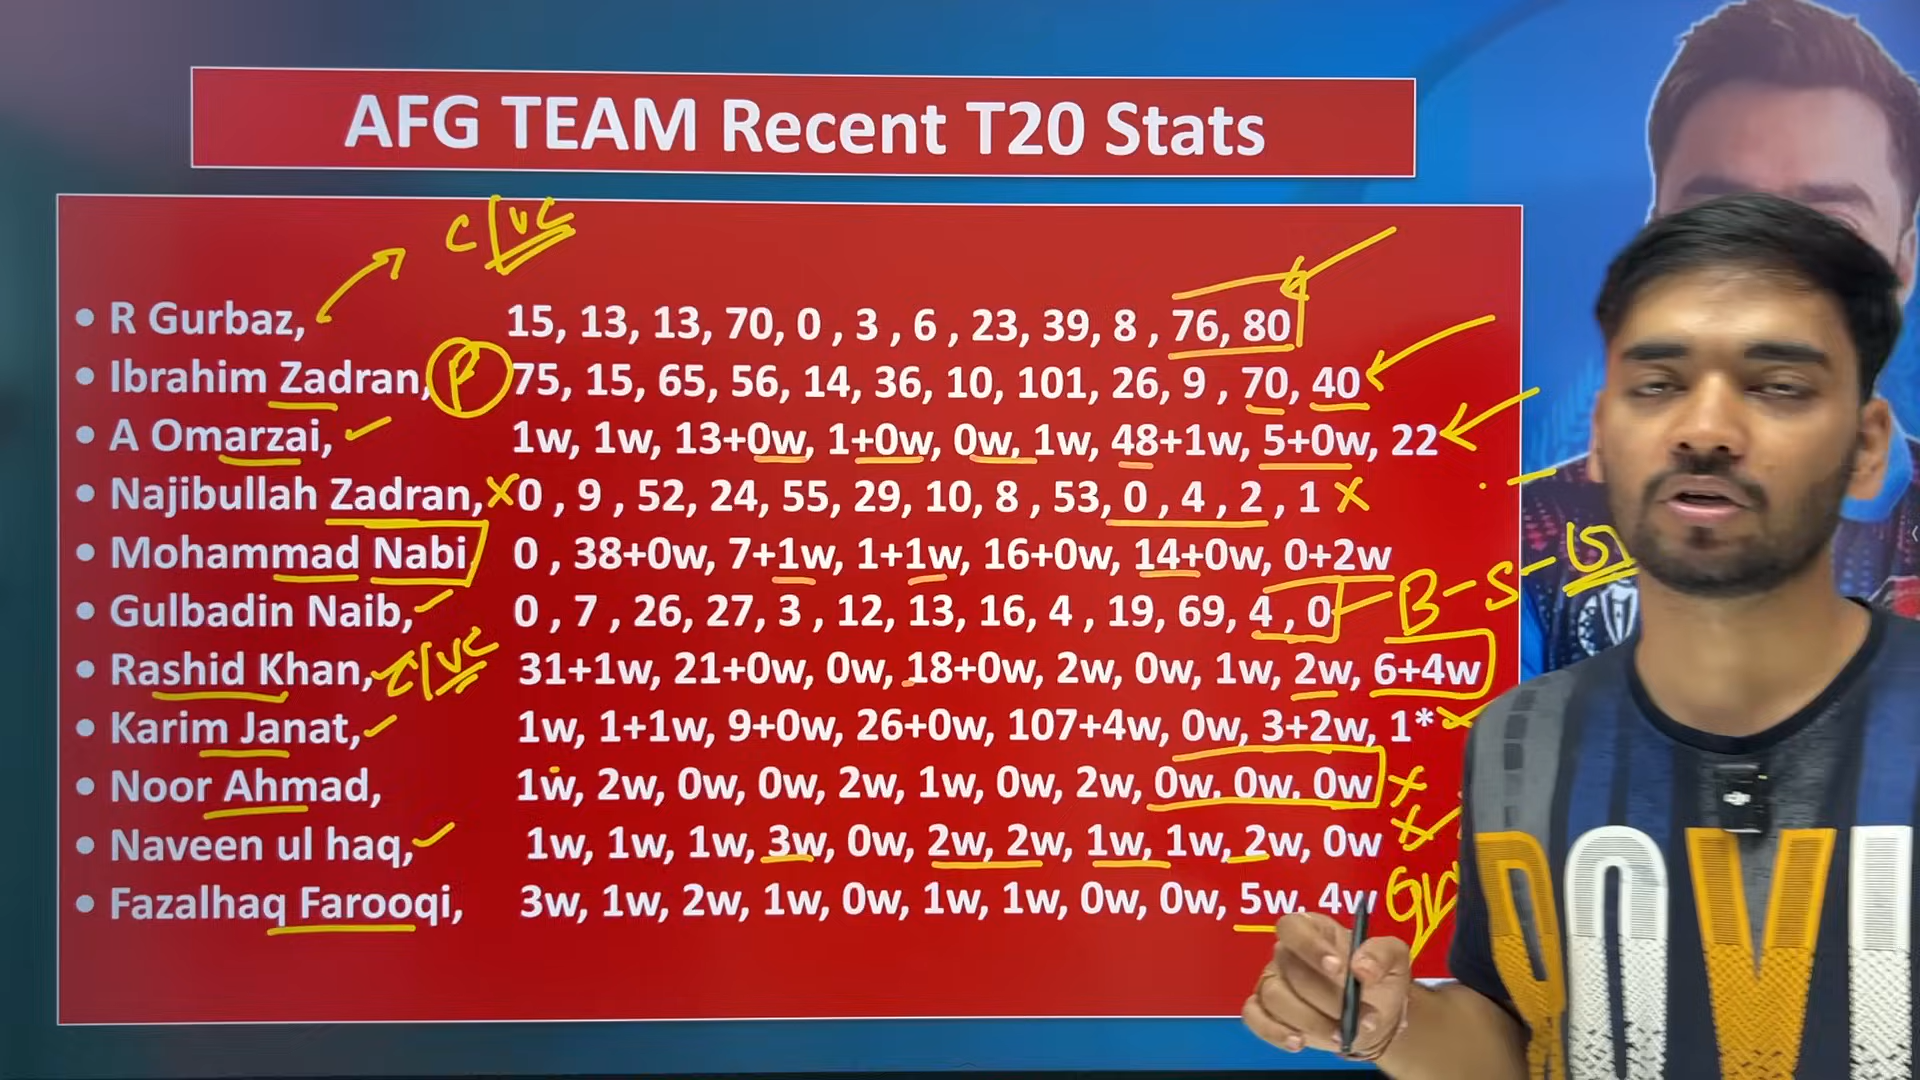 AFG TEAM Recent T20 Stats
C/VC
• R Gurbaz, 15, 13, 13, 70, 0 , 3 , 6 , 23, 39, 8 , 76, 80
• Ibrahim Zadran, P 75, 15, 65, 56, 14, 36, 10, 101, 26, 9 , 70, 40
• A Omarzai, 1w, 1w, 13+0w, 1+0w, 0w, 1w, 48+1w, 5+0w, 22
• Najibullah Zadran, 0 , 9 , 52, 24, 55, 29, 10, 8 , 53, 0 , 4 , 2 , 1
• Mohammad Nabi 0 , 38+0w, 7+1w, 1+1w, 16+0w, 14+0w, 0+2w
• Gulbadin Naib, 0 , 7 , 26, 27, 3 , 12, 13, 16, 4 , 19, 69, 4 , 0 B-S-G
• Rashid Khan, C/VC 31+1w, 21+0w, 0w, 18+0w, 2w, 0w, 1w, 2w, 6+4w
• Karim Janat, 1w, 1+1w, 9+0w, 26+0w, 107+4w, 0w, 3+2w, 1*
• Noor Ahmad, 1w, 2w, 0w, 0w, 2w, 1w, 0w, 2w, 0w, 0w, 0w
• Naveen ul haq, 1w, 1w, 1w, 3w, 0w, 2w, 2w, 1w, 1w, 2w, 0w
• Fazalhaq Farooqi, 3w, 1w, 2w, 1w, 0w, 1w, 1w, 0w, 0w, 5w, 4w